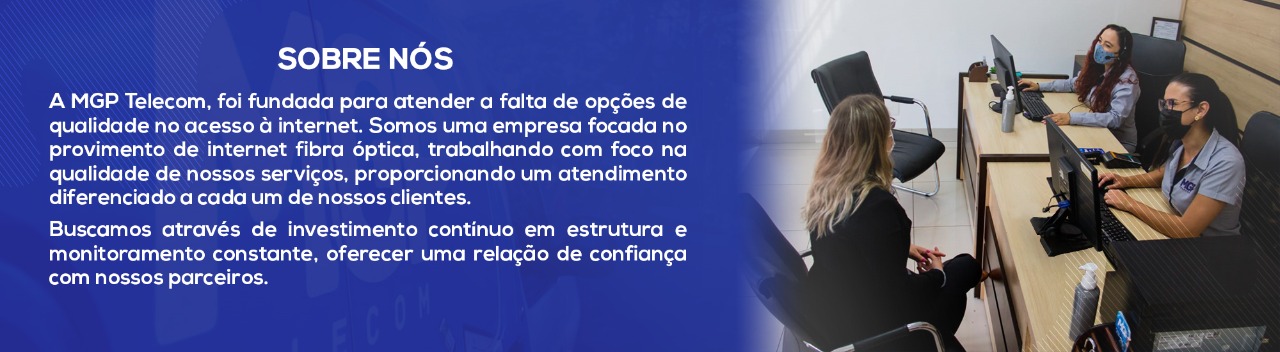 SOBRE NÓS
A MGP Telecom, foi fundada para atender a falta de opções de
qualidade no acesso à internet. Somos uma empresa focada no
provimento de internet fibra óptica, trabalhando com foco na
qualidade de nossos serviços, proporcionando um atendimento
diferenciado a cada um de nossos clientes.
Buscamos através de investimento contínuo em estrutura e
monitoramento constante, oferecer uma relação de confiança
com nossos parceiros.